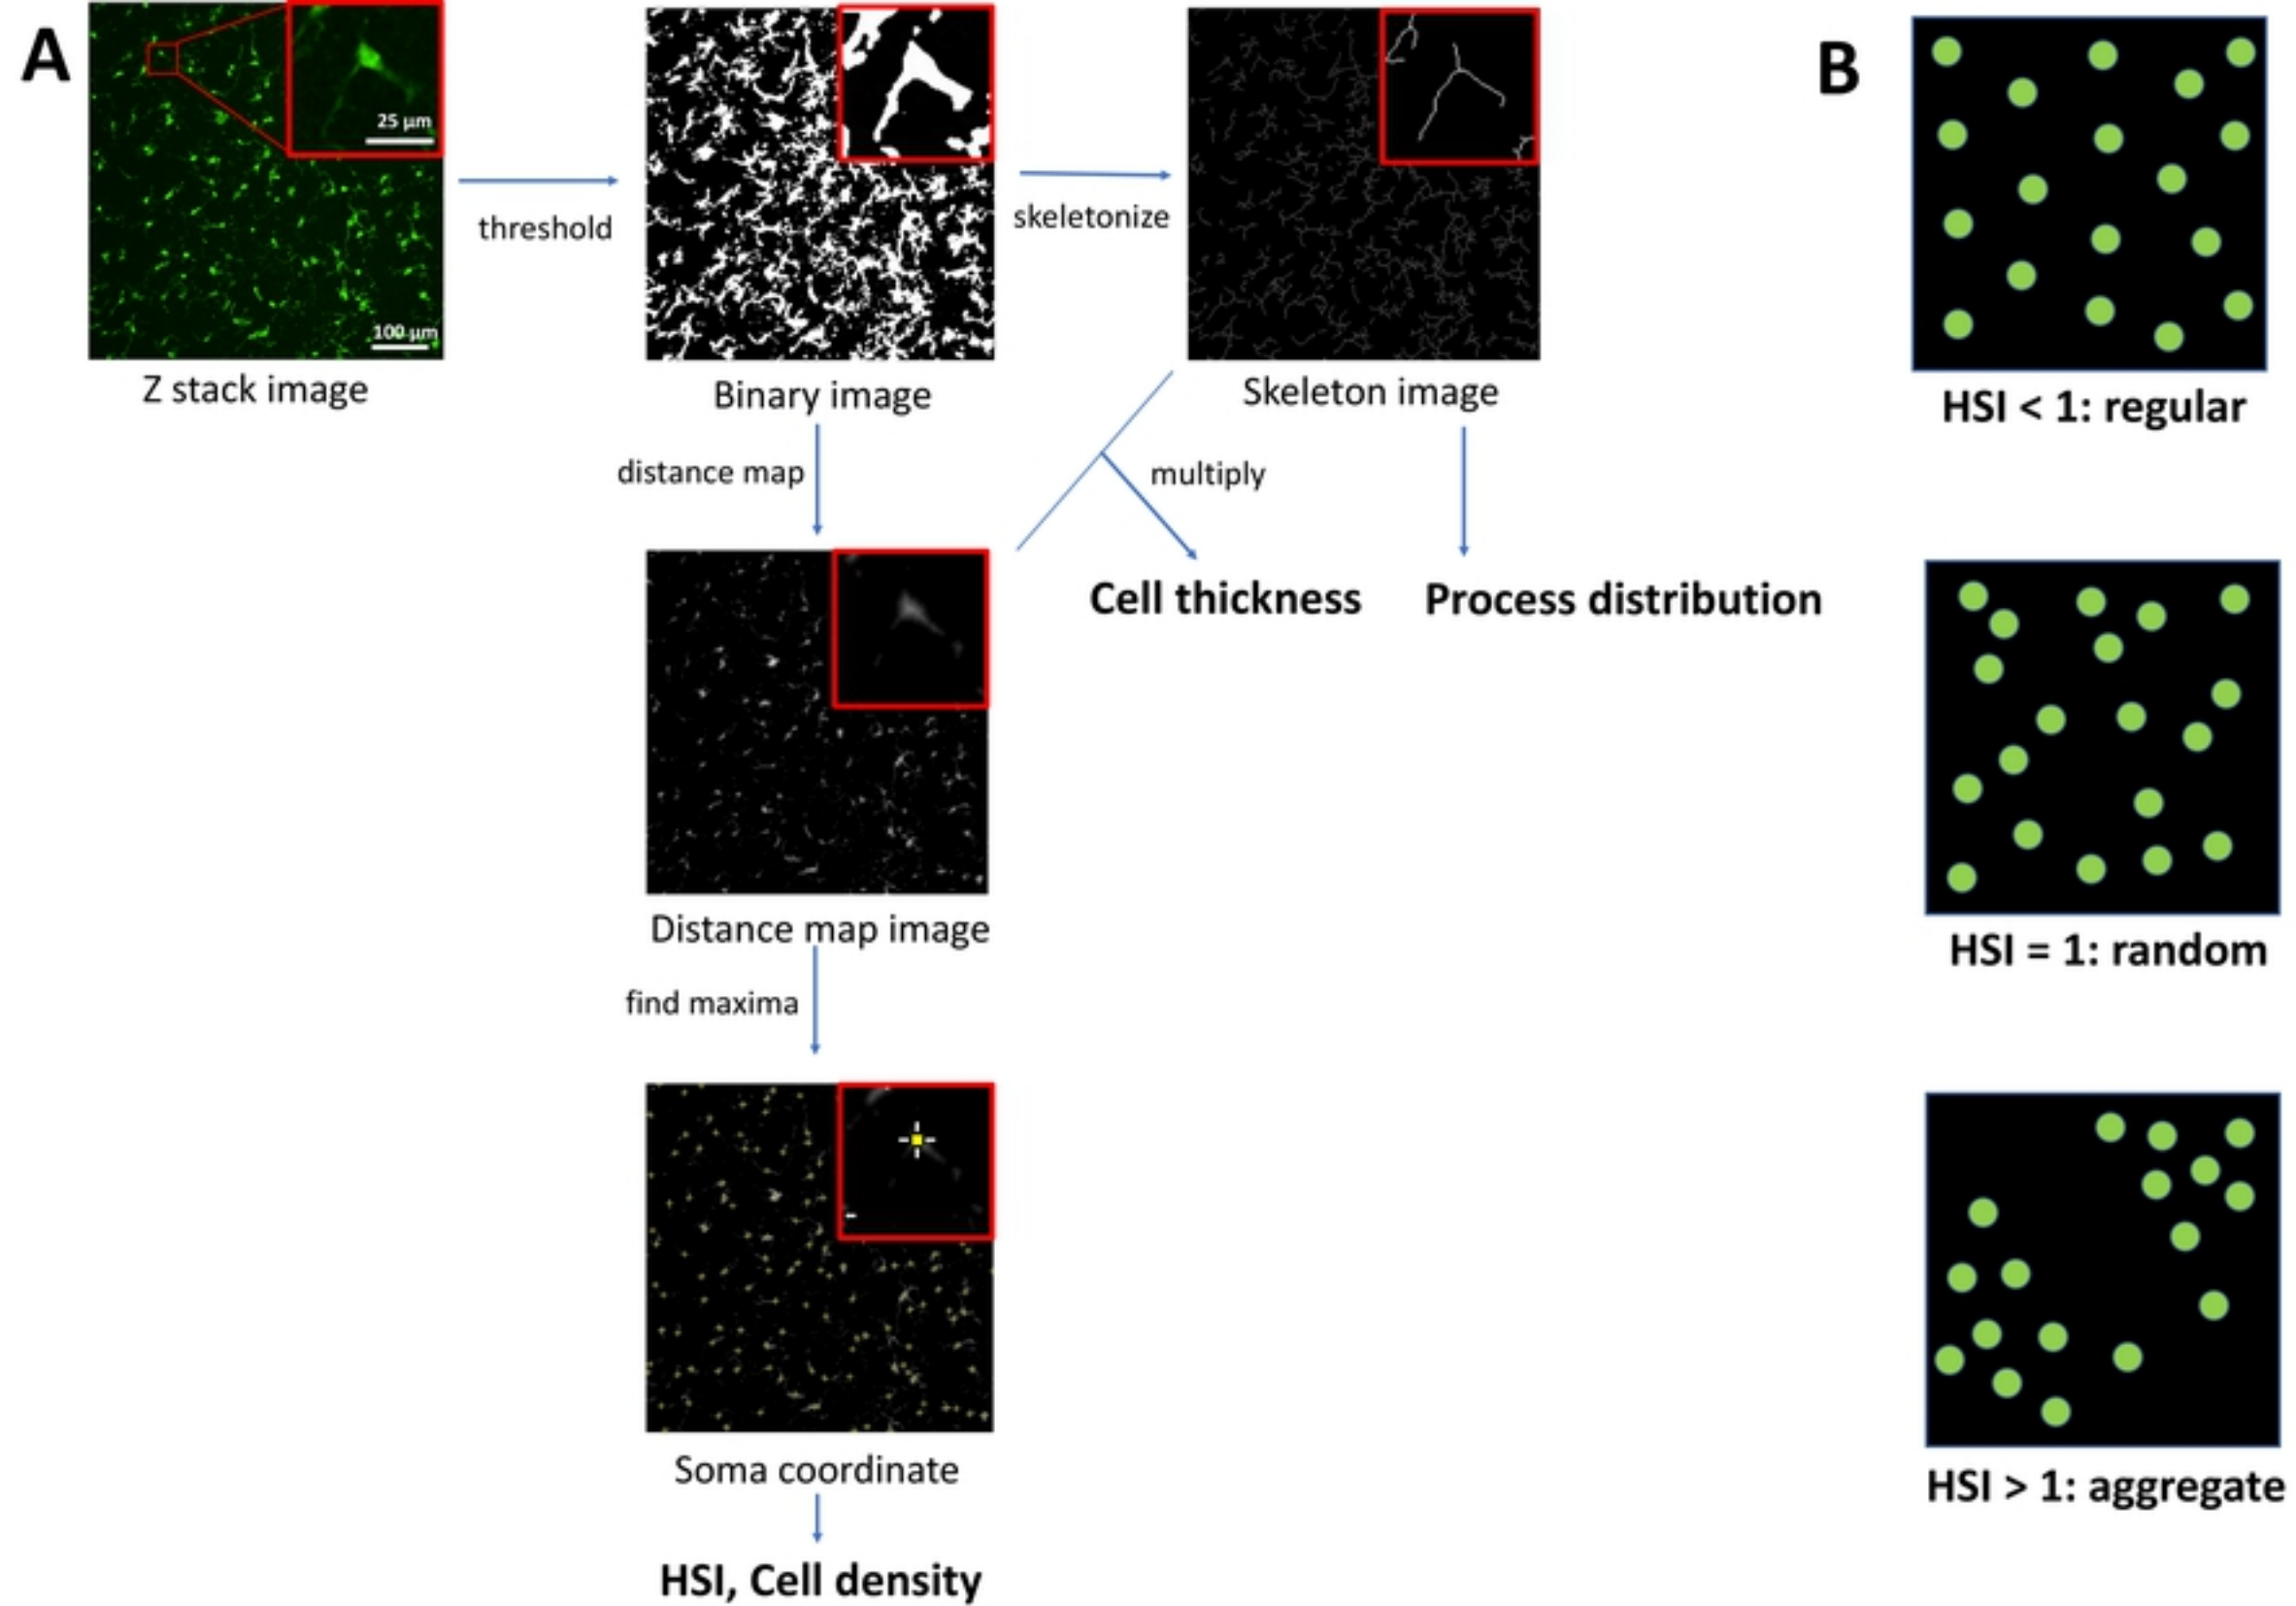 A
25 µm
100 µm
Z stack image
threshold
Binary image
skeletonize
Skeleton image
distance map
multiply
Cell thickness
Process distribution
Distance map image
find maxima
Soma coordinate
HSI, Cell density
B
HSI < 1: regular
HSI = 1: random
HSI > 1: aggregate